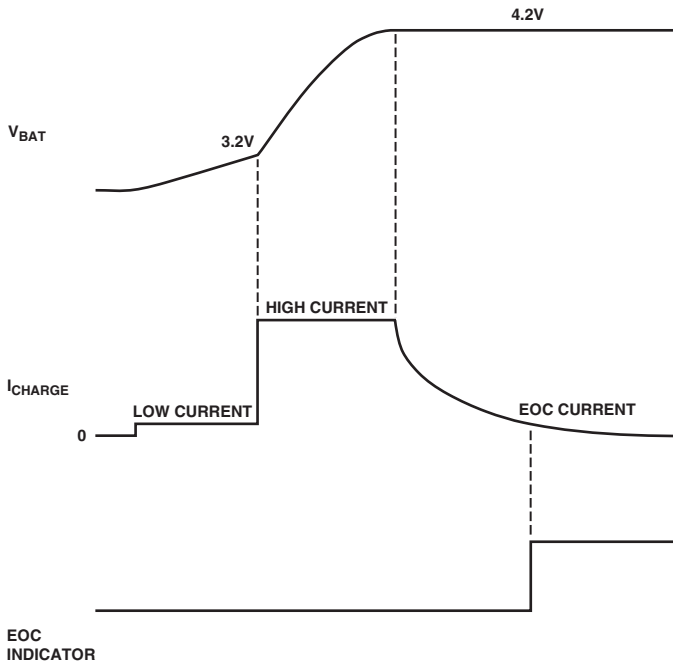 4.2V
VBAT
3.2V
HIGH CURRENT
ICHARGE
LOW CURRENT
EOC CURRENT
0
EOC
INDICATOR